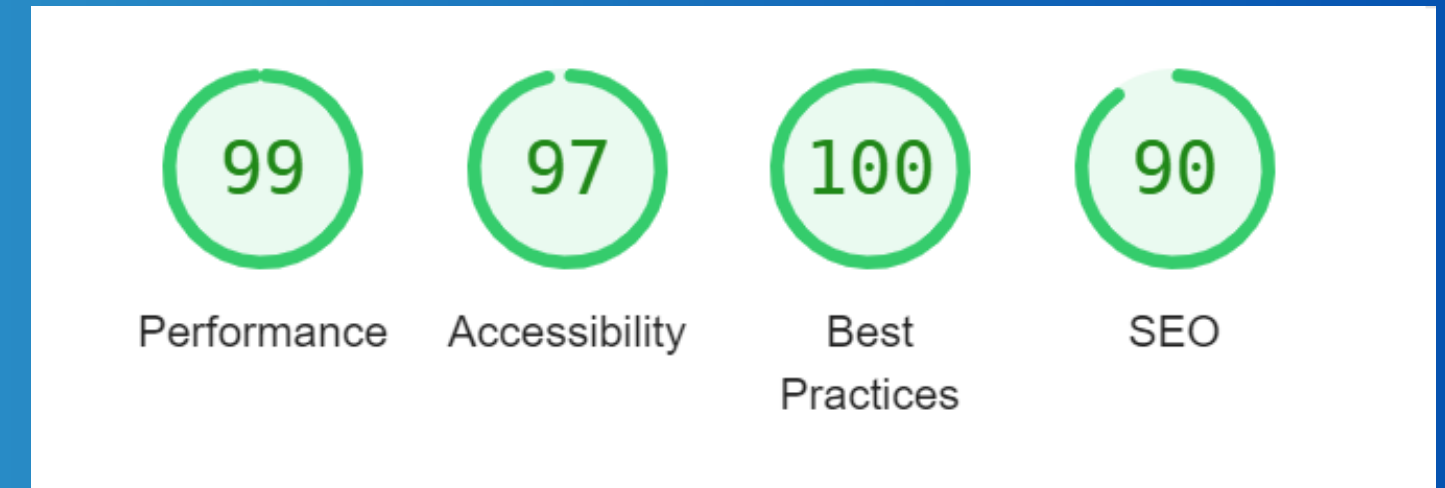 99
97
100
90
Performance
Accessibility
Best
Practices
SEO